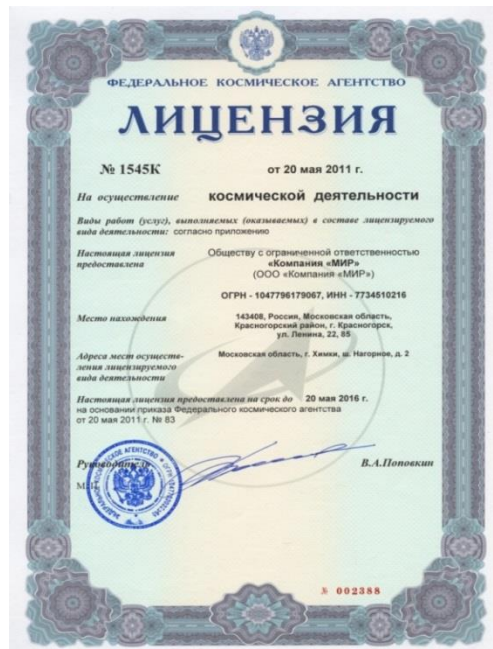 ФЕДЕРАЛЬНОЕ КОСМИЧЕСКОЕ АГЕНТСТВО
ЛИЦЕНЗИЯ
№ 1545К от 20 мая 2011 г.
На осуществление космической деятельности
Виды работ (услуг), выполняемых (оказываемых) в составе лицензируемого
вида деятельности: согласно приложению
Настоящая лицензия Обществу с ограниченной ответственностью
предоставлена «Компания «МИР»
(ООО «Компания «МИР»)
ОГРН - 1047796179067, ИНН - 7734510216
Место нахождения 143408, Россия, Московская область,
Красногорский район, г. Красногорск,
ул. Ленина, 22, 85
Адреса мест осуществ- Московская область, г. Химки, ш. Нагорное, д. 2
ления лицензируемого
вида деятельности
Настоящая лицензия предоставлена на срок до 20 мая 2016 г.
на основании приказа Федерального космического агентства
от 20 мая 2011 г. № 83
Руководитель В.А.Поповкин
М.П.
№ 002388